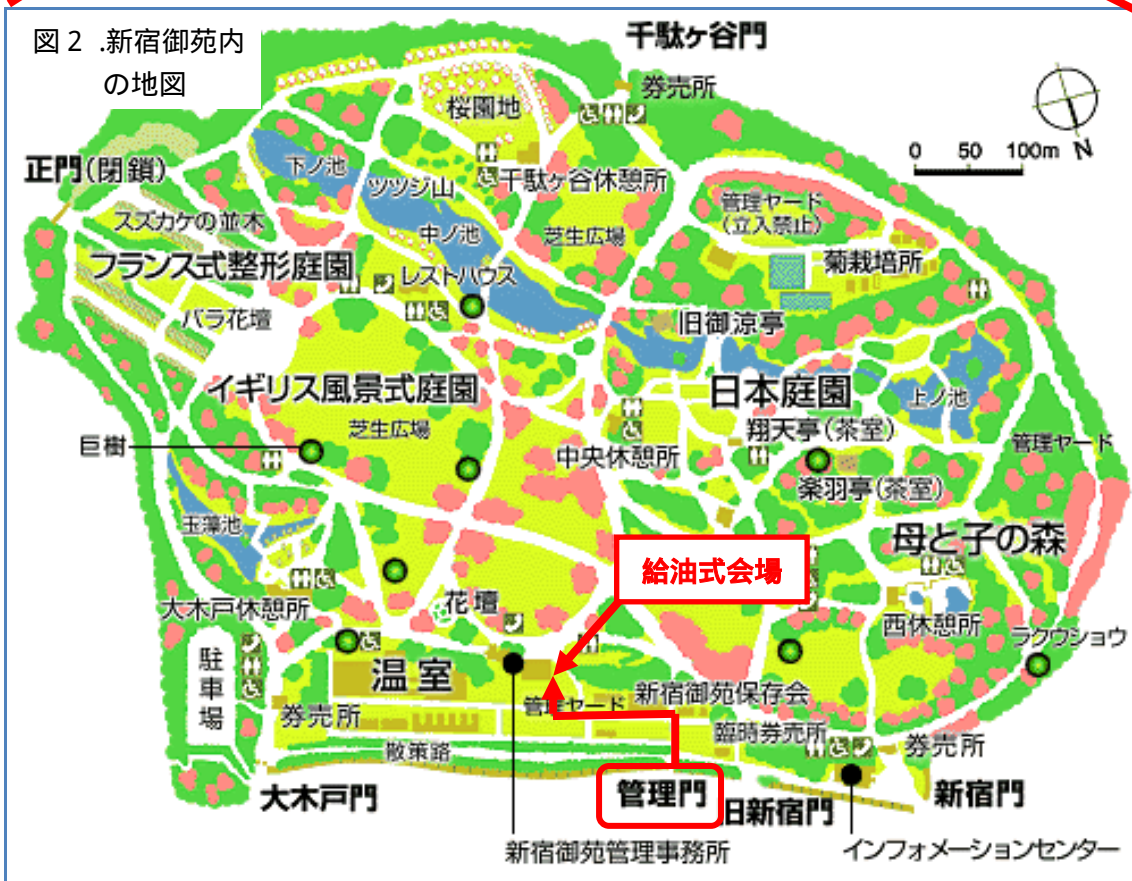 図2 .新宿御苑内
の地図
千駄ヶ谷門
券売所
桜園地
0 50 100m N
正門(閉鎖)
下ノ池
ツツジ山
千駄ヶ谷休憩所
スズカケの並木
管理ヤード
(立入禁止)
中ノ池
芝生広場
フランス式整形庭園
レストハウス
菊栽培所
バラ花壇
旧御涼亭
イギリス風景式庭園
日本庭園
上ノ池
芝生広場
翔天亭(茶室)
巨樹
中央休憩所
管理ヤード
楽羽亭(茶室)
玉藻池
母と子の森
給油式会場
大木戸休憩所
花壇
西休憩所
ラクウショウ
駐車場
温室
新宿御苑保存会
管理ヤード
券売所
臨時券売所
券売所
散策路
大木戸門
管理門
旧新宿門
新宿門
新宿御苑管理事務所
インフォメーションセンター